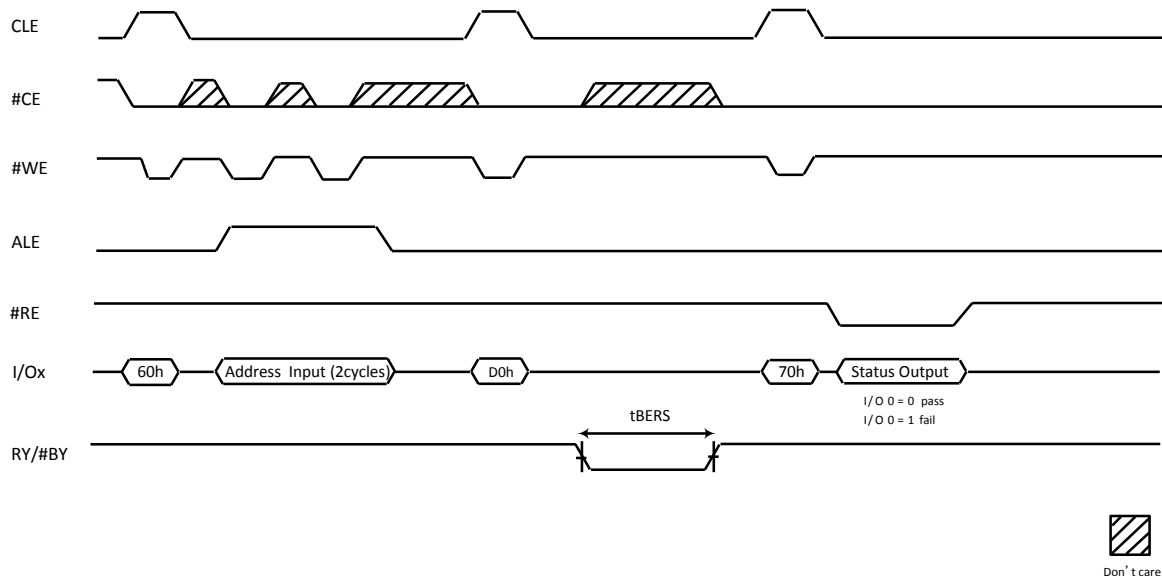 CLE
#CE
#WE
ALE
#RE
I/Ox
60h
Address Input (2cycles)
D0h
70h
Status Output
I/O 0 = 0 pass
I/O 0 = 1 fail
tBERS
RY/#BY
Don’t care